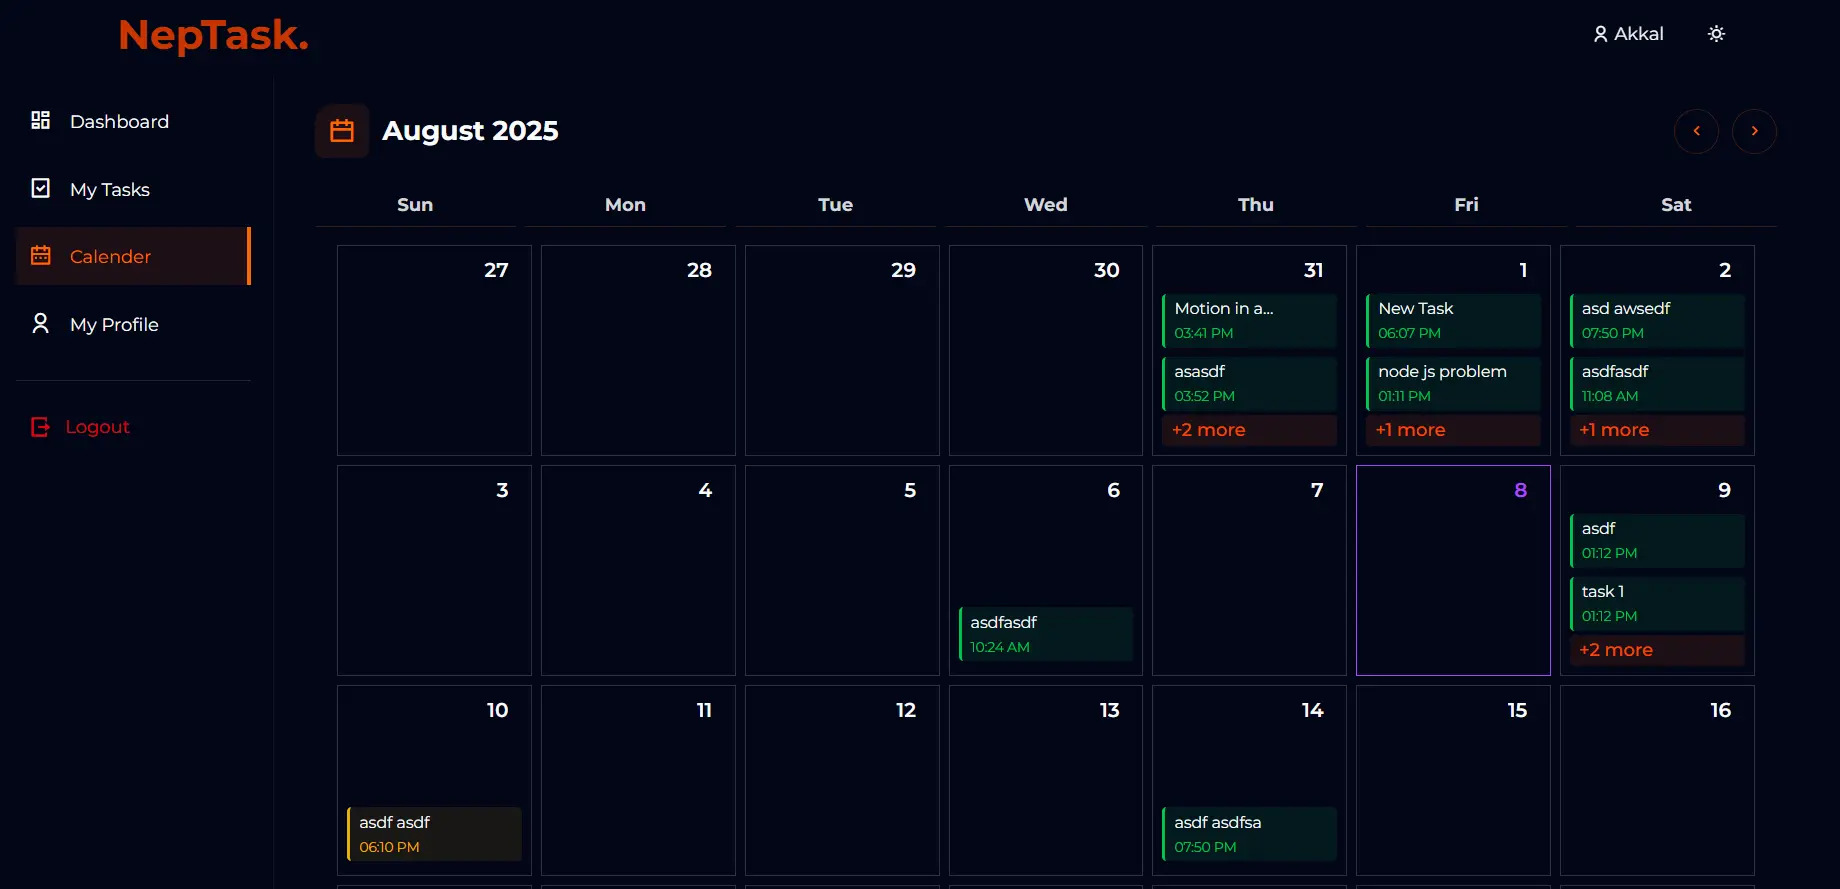 NepTask.
Akkal
Dashboard
My Tasks
Calender
My Profile
Logout
August 2025
Sun Mon Tue Wed Thu Fri Sat
27 28 29 30 31 1 2
Motion in a... New Task asd awsedf
03:41 PM 06:07 PM 07:50 PM
asasdf node js problem asdfasdf
03:52 PM 01:11 PM 11:08 AM
+2 more +1 more +1 more
3 4 5 6 7 8 9
asdf
01:12 PM
task 1
asdfasdf 01:12 PM
10:24 AM +2 more
10 11 12 13 14 15 16
asdf asdf asdf asdfsa
06:10 PM 07:50 PM